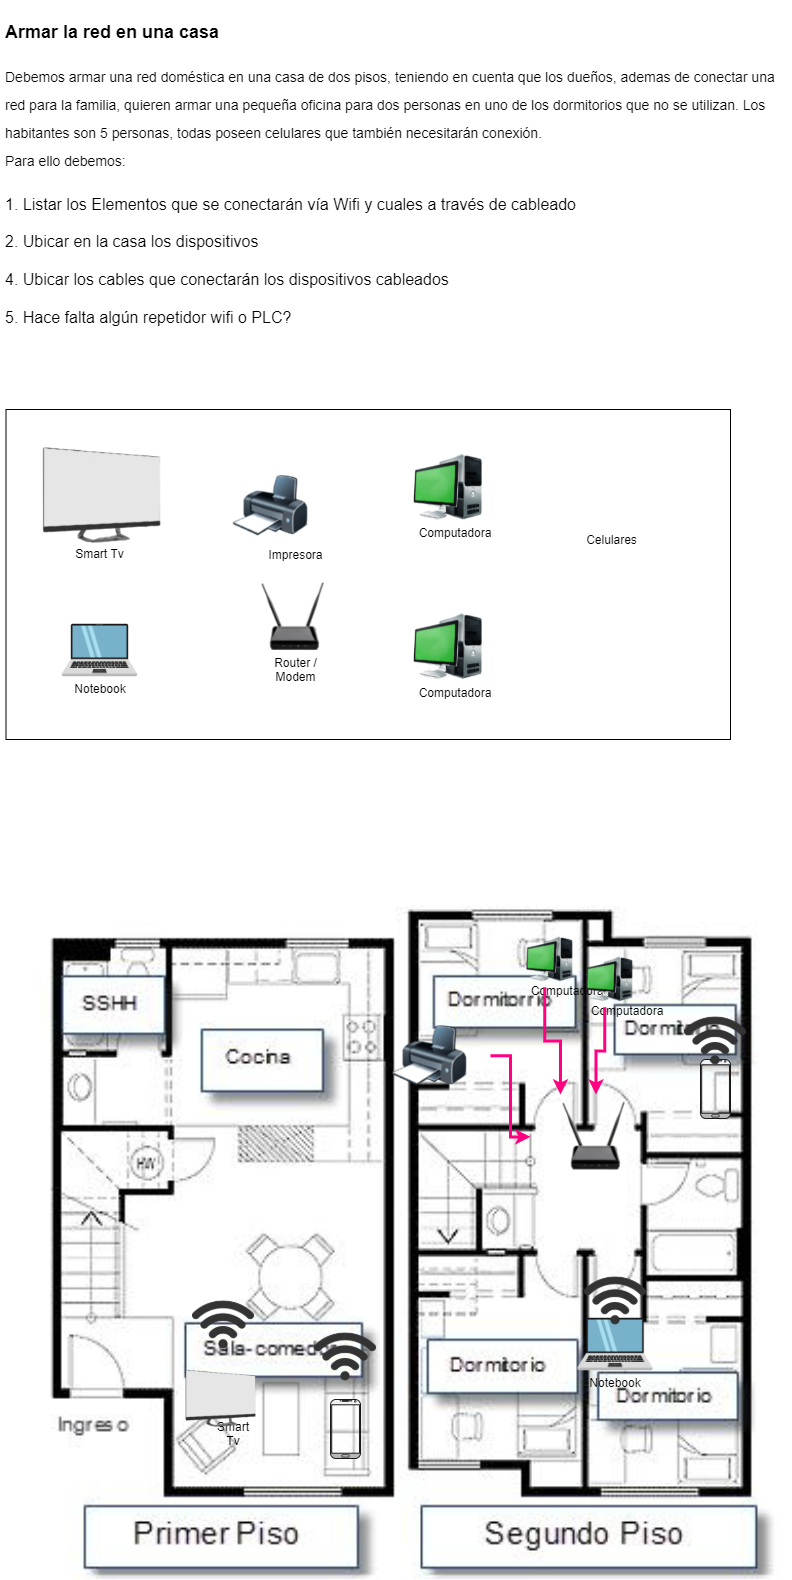 Armar la red en una casa
Debemos armar una red doméstica en una casa de dos pisos, teniendo en cuenta que los dueños, ademas de conectar una
red para la familia, quieren armar una pequeña oficina para dos personas en uno de los dormitorios que no se utilizan. Los
habitantes son 5 personas, todas poseen celulares que también necesitarán conexión.
Para ello debemos:
1. Listar los Elementos que se conectarán vía Wifi y cuales a través de cableado
2. Ubicar en la casa los dispositivos
4. Ubicar los cables que conectarán los dispositivos cableados
5. Hace falta algún repetidor wifi o PLC?
Smart Tv
Impresora
Computadora
Celulares
Notebook
Router /
Modem
Computadora
SSHH
Cocina
HW
Sala-comedor
Smart
Tv
Ingreso
Primer Piso
Dormitorrio
Computadora
Computadora
Dormitorio
Dormitorio
Notebook
Dormitorio
Segundo Piso